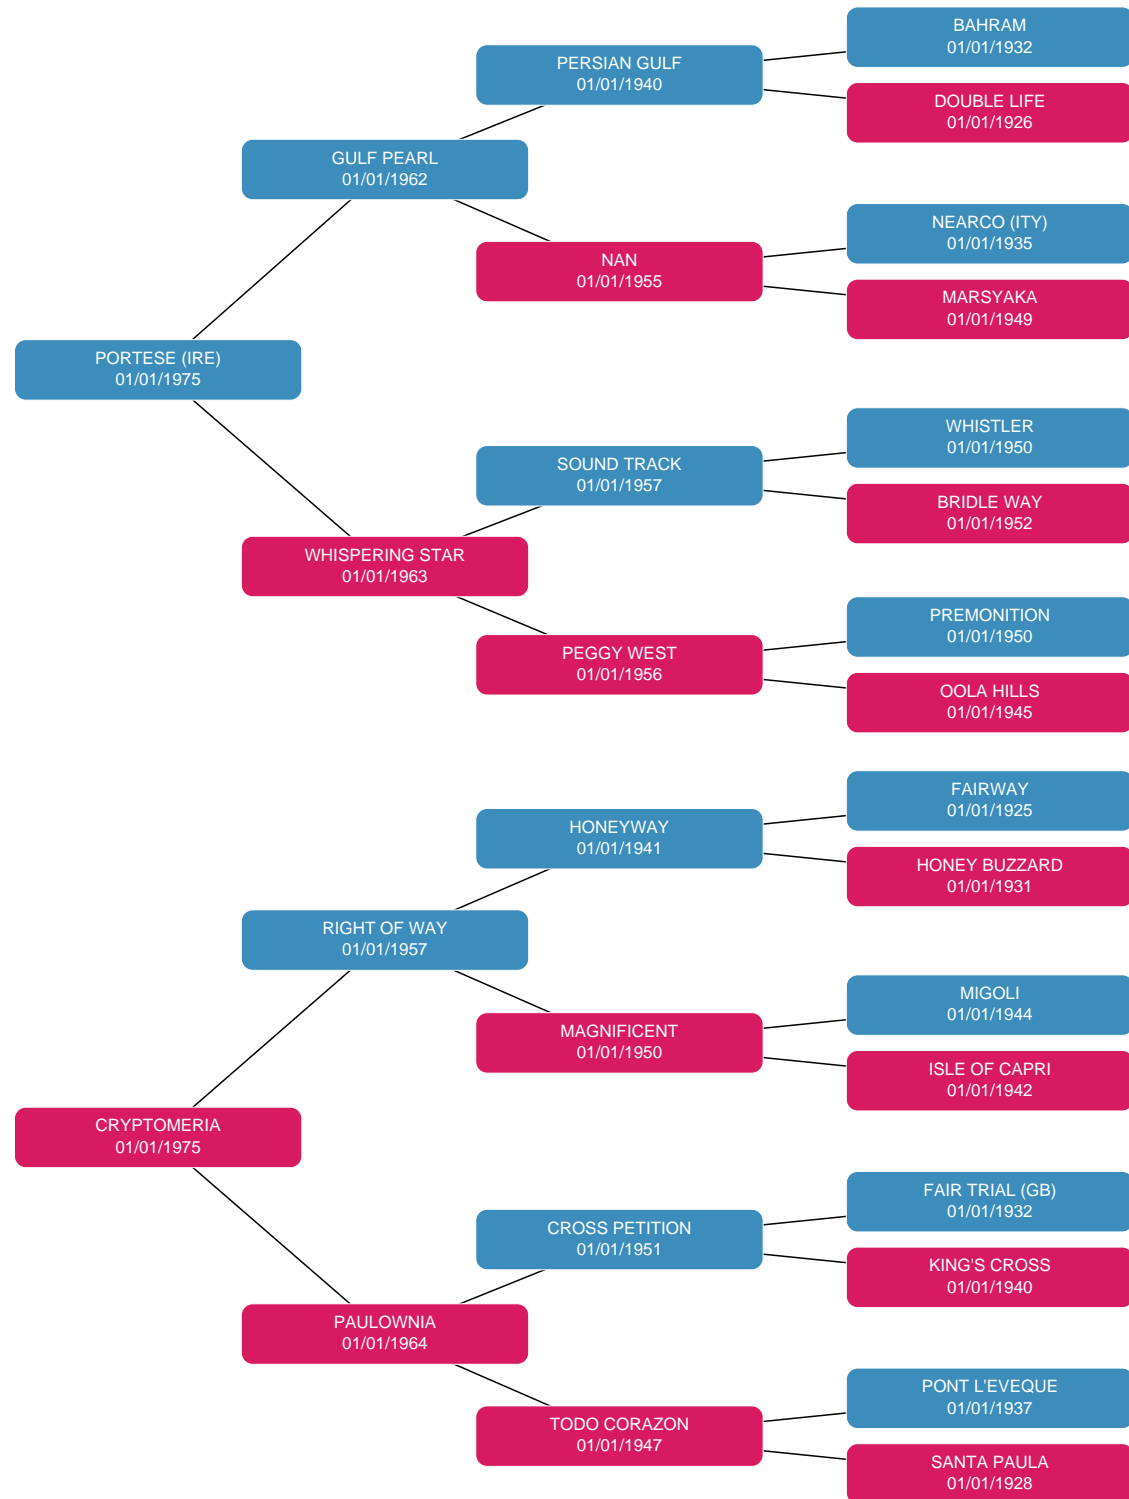 BAHRAM
01/01/1932
PERSIAN GULF
01/01/1940
DOUBLE LIFE
01/01/1926
GULF PEARL
01/01/1962
NEARCO (ITY)
01/01/1935
NAN
01/01/1955
MARSYAKA
01/01/1949
PORTESE (IRE)
01/01/1975
WHISTLER
01/01/1950
SOUND TRACK
01/01/1957
BRIDLE WAY
01/01/1952
WHISPERING STAR
01/01/1963
PREMONITION
01/01/1950
PEGGY WEST
01/01/1956
OOLA HILLS
01/01/1945
FAIRWAY
01/01/1925
HONEYWAY
01/01/1941
HONEY BUZZARD
01/01/1931
RIGHT OF WAY
01/01/1957
MIGOLI
01/01/1944
MAGNIFICENT
01/01/1950
ISLE OF CAPRI
01/01/1942
CRYPTOMERIA
01/01/1975
FAIR TRIAL (GB)
01/01/1932
CROSS PETITION
01/01/1951
KING'S CROSS
01/01/1940
PAULOWNIA
01/01/1964
PONT L'EVEQUE
01/01/1937
TODO CORAZON
01/01/1947
SANTA PAULA
01/01/1928